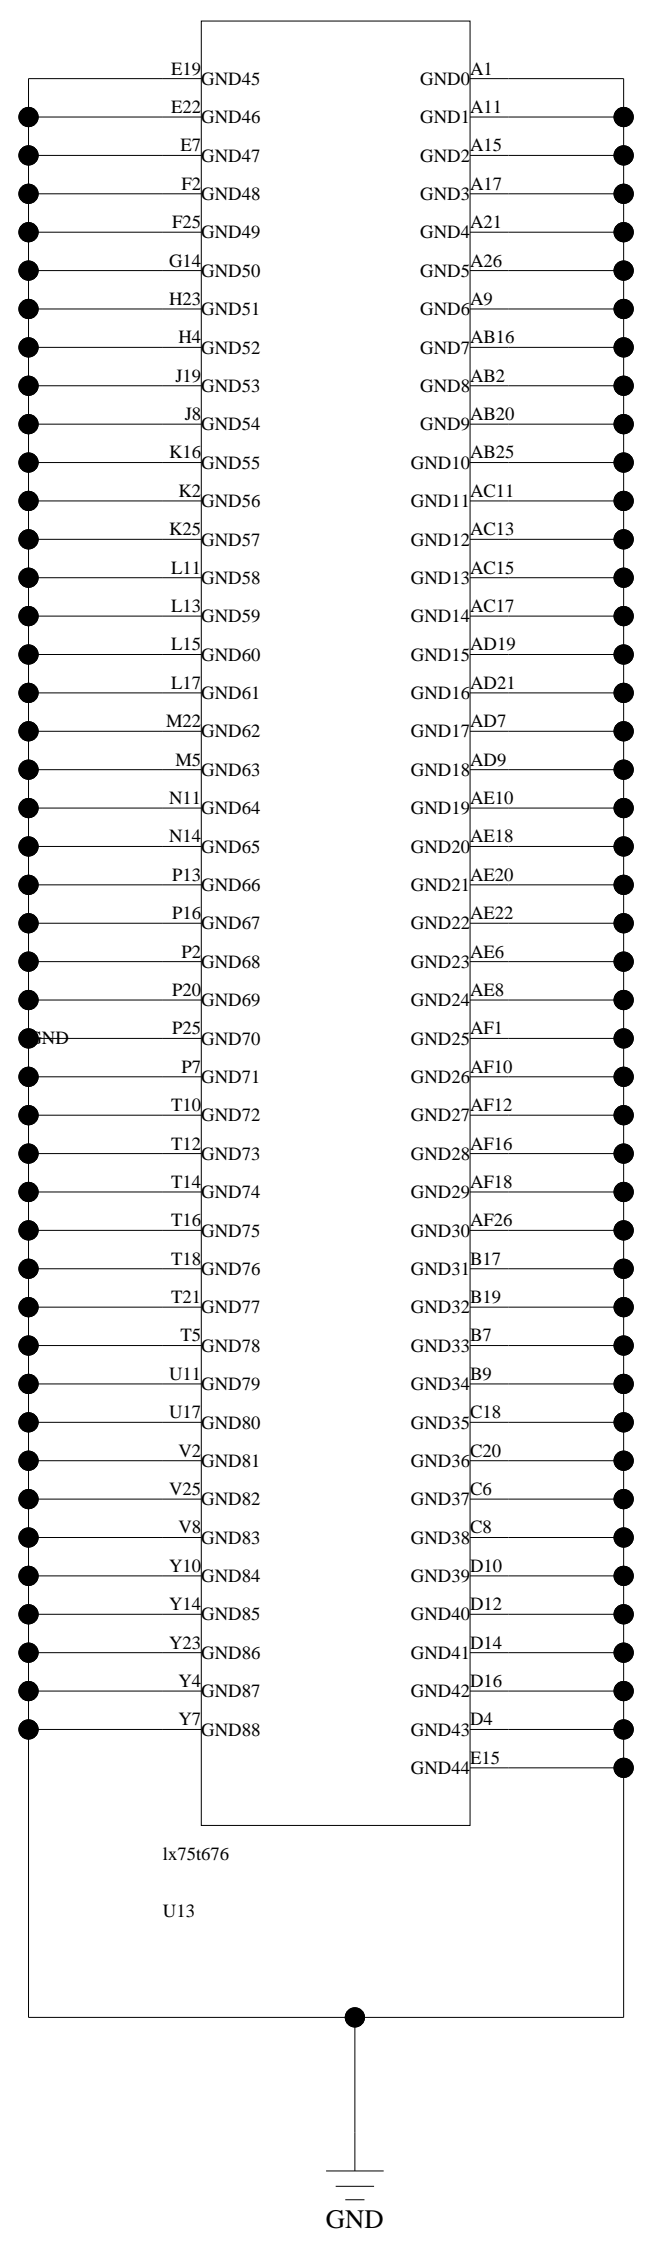 E19 GND45 GND0 A1
E22 GND46 GND1 A11
E7 GND47 GND2 A15
F2 GND48 GND3 A17
F25 GND49 GND4 A21
G14 GND50 GND5 A26
H23 GND51 GND6 A9
H4 GND52 GND7 AB16
J19 GND53 GND8 AB2
J8 GND54 GND9 AB20
K16 GND55 GND10 AB25
K2 GND56 GND11 AC11
K25 GND57 GND12 AC13
L11 GND58 GND13 AC15
L13 GND59 GND14 AC17
L15 GND60 GND15 AD19
L17 GND61 GND16 AD21
M22 GND62 GND17 AD7
M5 GND63 GND18 AD9
N11 GND64 GND19 AE10
N14 GND65 GND20 AE18
P13 GND66 GND21 AE20
P16 GND67 GND22 AE22
P2 GND68 GND23 AE6
P20 GND69 GND24 AE8
GND P25 GND70 GND25 AF1
P7 GND71 GND26 AF10
T10 GND72 GND27 AF12
T12 GND73 GND28 AF16
T14 GND74 GND29 AF18
T16 GND75 GND30 AF26
T18 GND76 GND31 B17
T21 GND77 GND32 B19
T5 GND78 GND33 B7
U11 GND79 GND34 B9
U17 GND80 GND35 C18
V2 GND81 GND36 C20
V25 GND82 GND37 C6
V8 GND83 GND38 C8
Y10 GND84 GND39 D10
Y14 GND85 GND40 D12
Y23 GND86 GND41 D14
Y4 GND87 GND42 D16
Y7 GND88 GND43 D4
GND44 E15
lx75t676
U13
GND